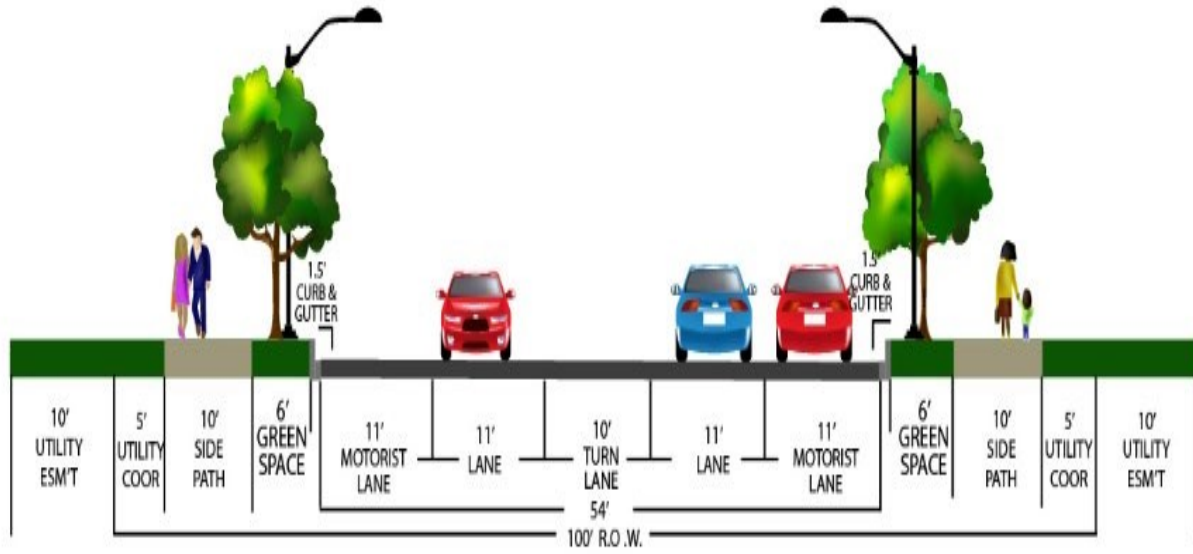 1.5'
CURB &
GUTTER
1.5'
CURB &
GUTTER
10'
UTILITY
ESM'T
5'
UTILITY
COOR
10'
SIDE
PATH
6'
GREEN
SPACE
11'
MOTORIST
LANE
11'
LANE
10'
TURN
LANE
11'
LANE
11'
MOTORIST
LANE
6'
GREEN
SPACE
10'
SIDE
PATH
5'
UTILITY
COOR
10'
UTILITY
ESM'T
54'
100' R.O .W.